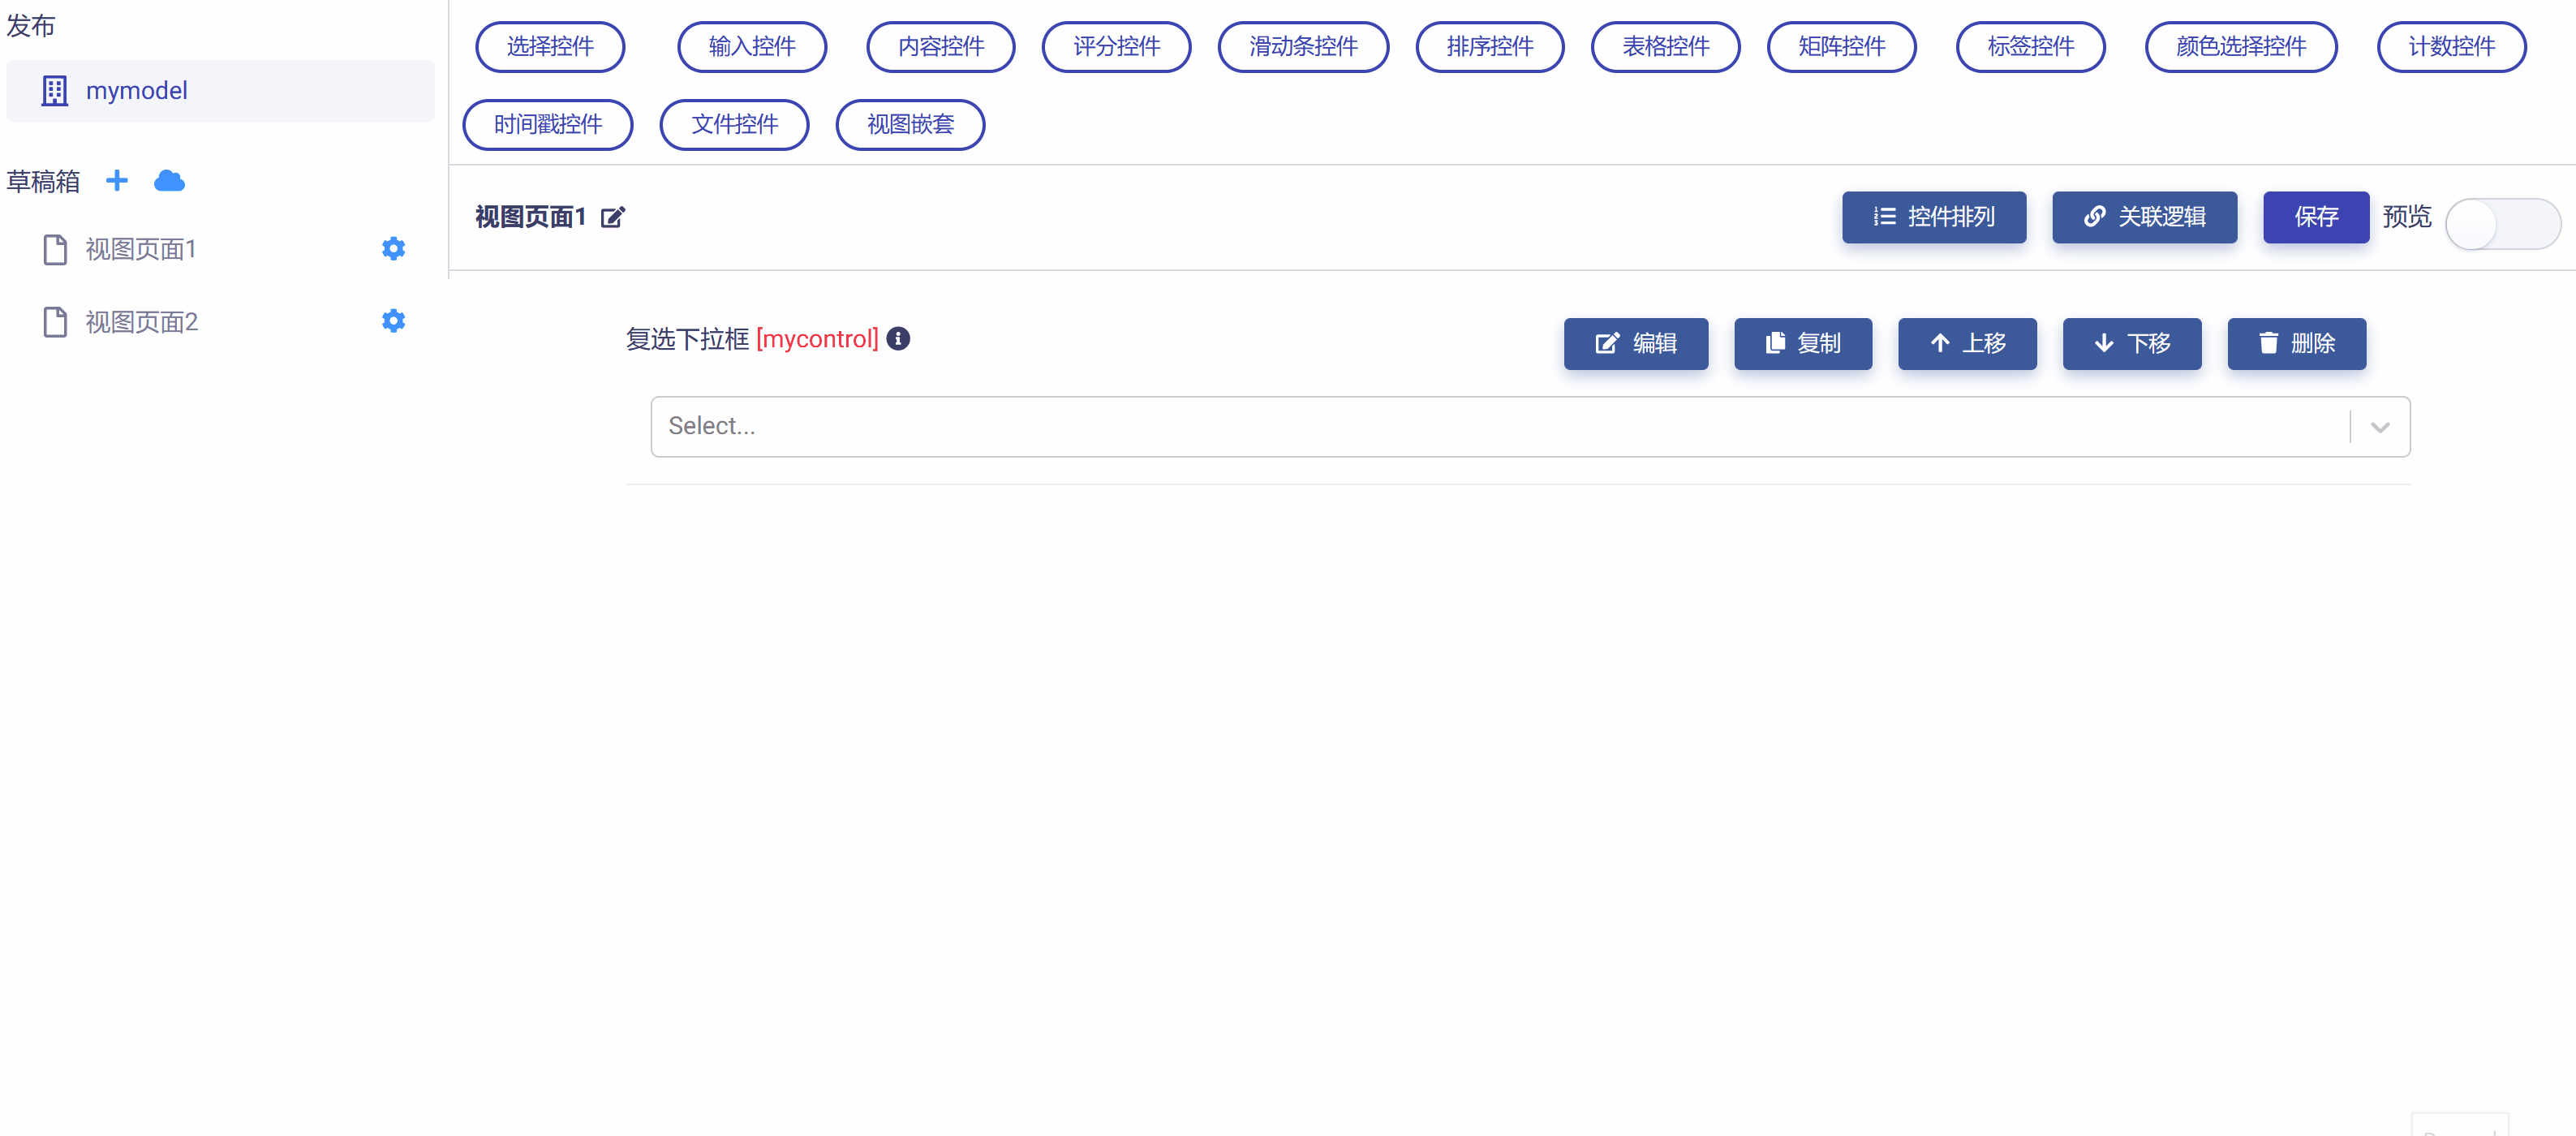 发布
mymodel
草稿箱
视图页面1
视图页面2
选择控件 输入控件 内容控件 评分控件 滑动条控件 排序控件 表格控件 矩阵控件 标签控件 颜色选择控件 计数控件
时间戳控件 文件控件 视图嵌套
视图页面1 控件排列 关联逻辑 保存 预览
复选下拉框 [mycontrol] 编辑 复制 上移 下移 删除
Select...